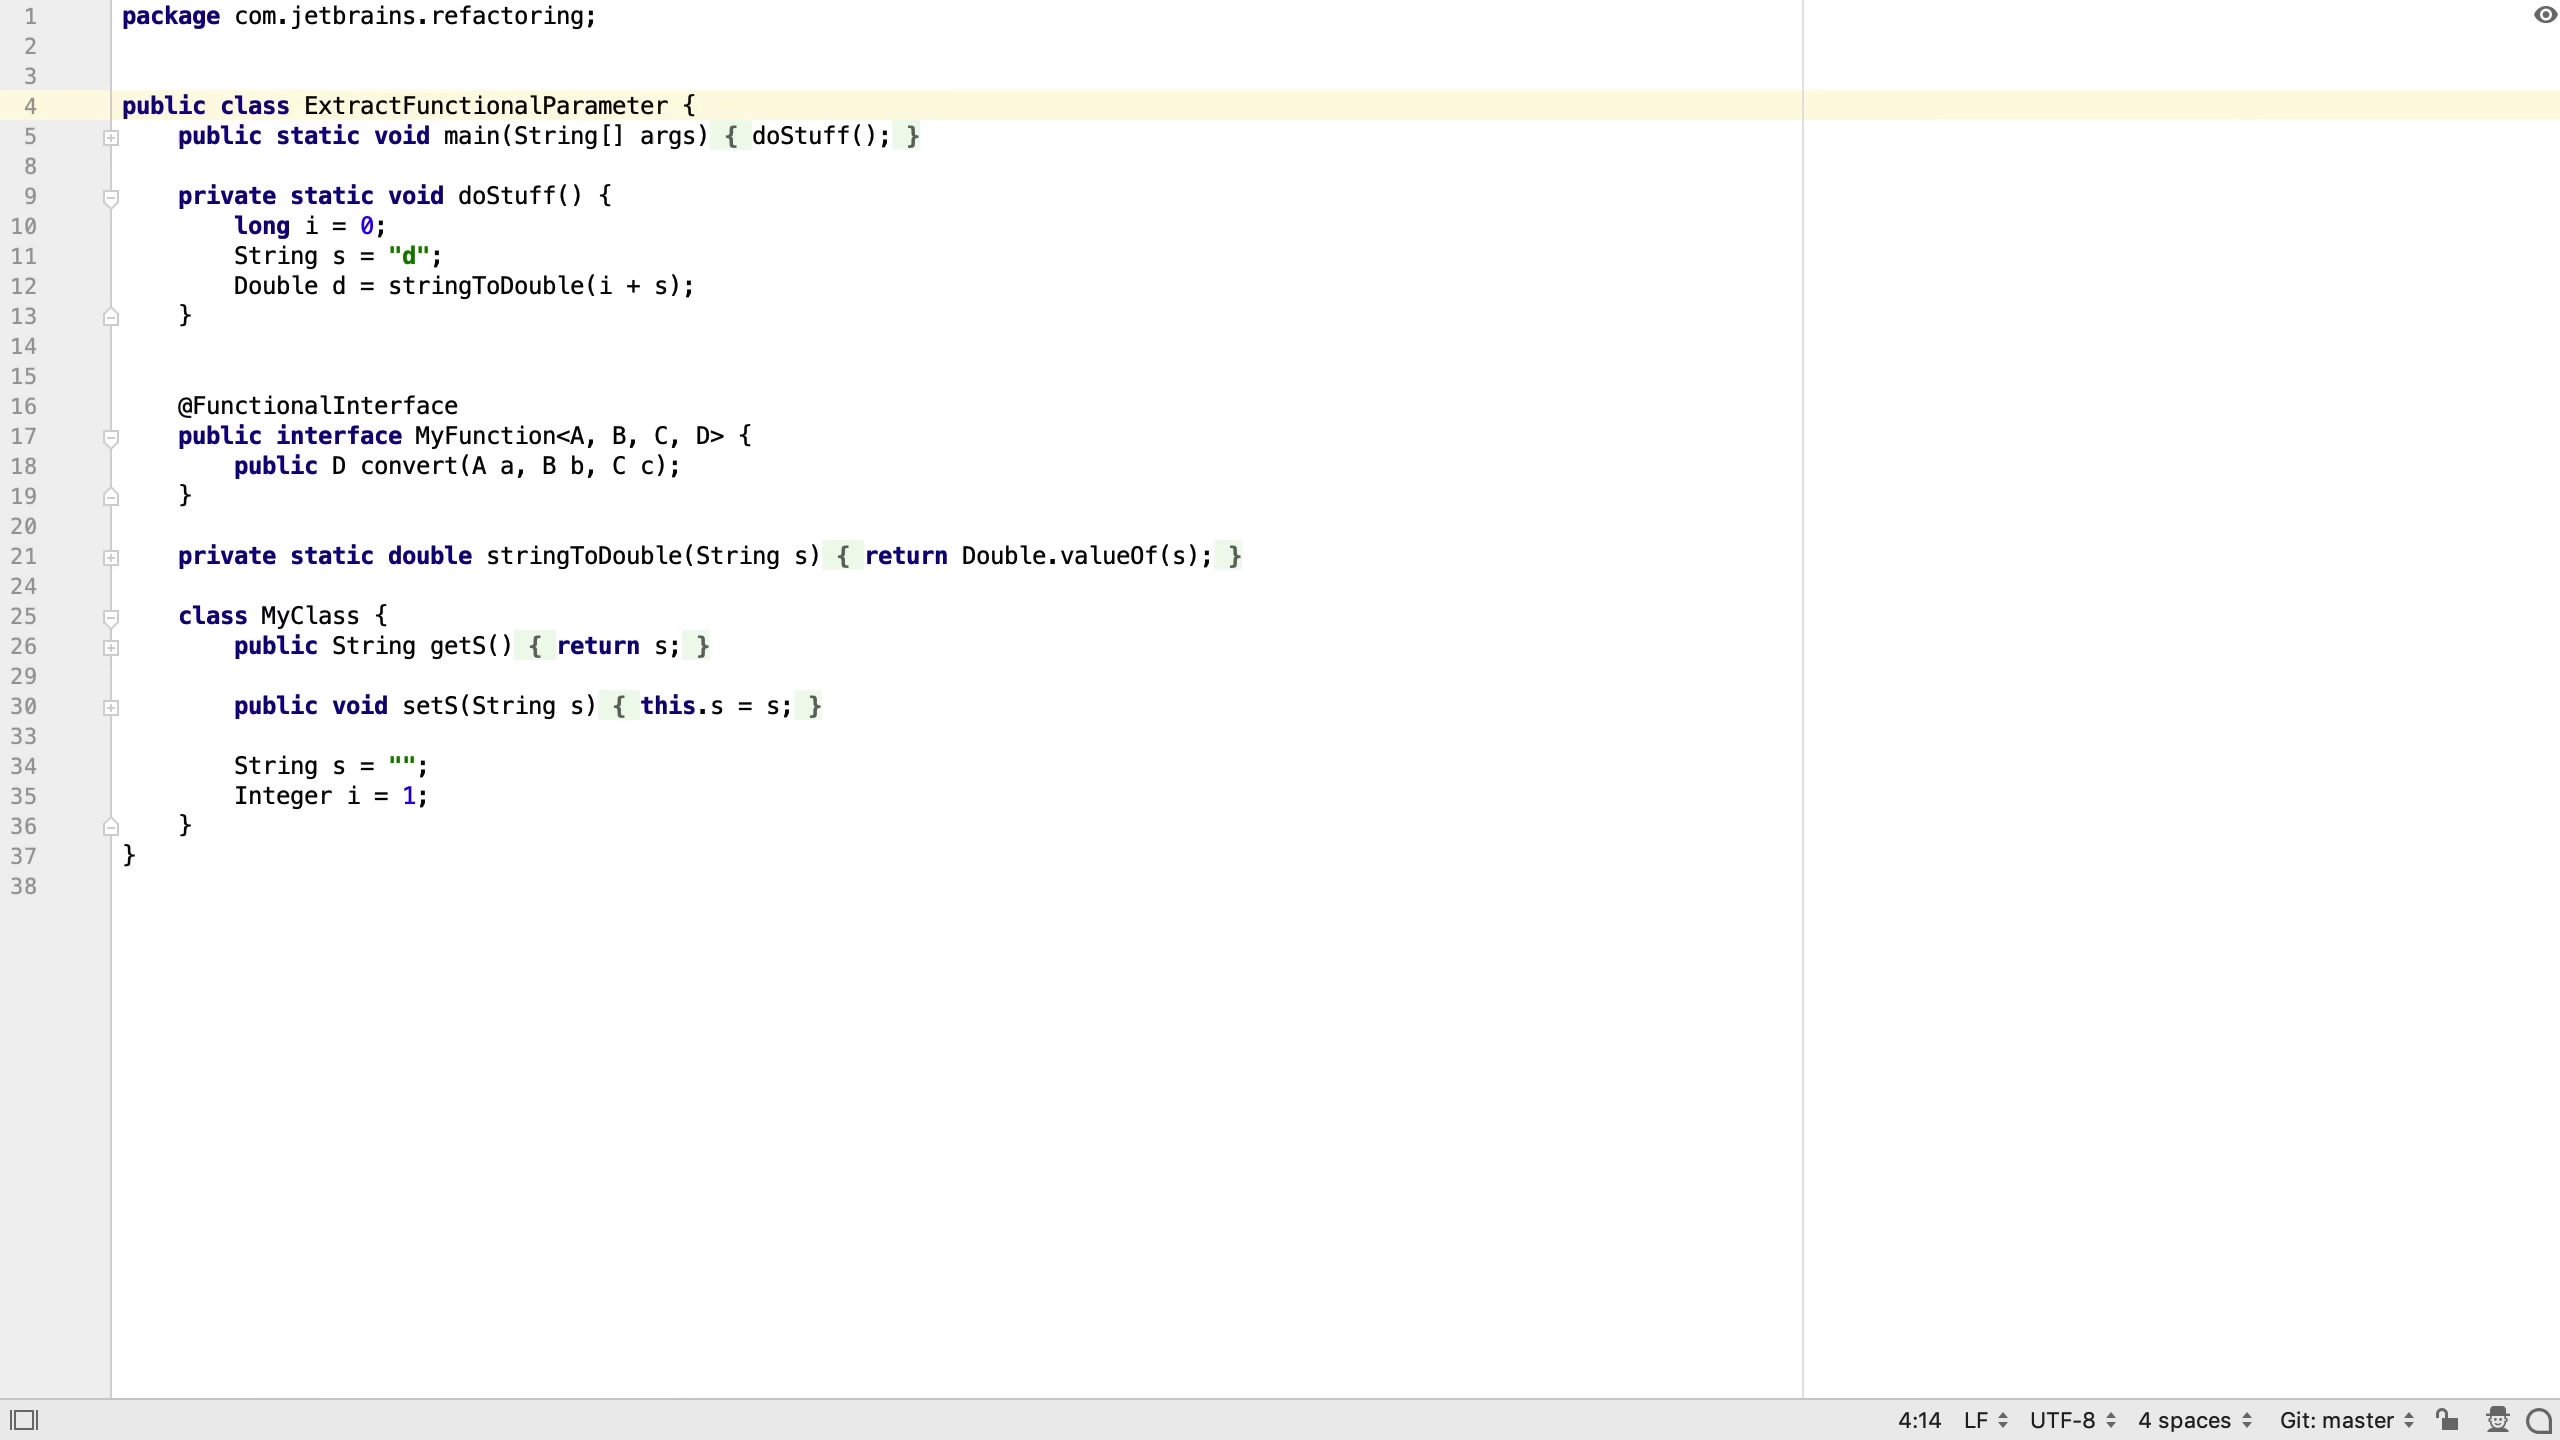 1 package com.jetbrains.refactoring;
2
3
4 public class ExtractFunctionalParameter {
5     public static void main(String[] args) { doStuff(); }
8
9     private static void doStuff() {
10         long i = 0;
11         String s = "d";
12         Double d = stringToDouble(i + s);
13     }
14
15
16     @FunctionalInterface
17     public interface MyFunction<A, B, C, D> {
18         public D convert(A a, B b, C c);
19     }
20
21     private static double stringToDouble(String s) { return Double.valueOf(s); }
24
25     class MyClass {
26         public String getS() { return s; }
29
30         public void setS(String s) { this.s = s; }
33
34         String s = "";
35         Integer i = 1;
36     }
37 }
38
4:14 LF UTF-8 4 spaces Git: master